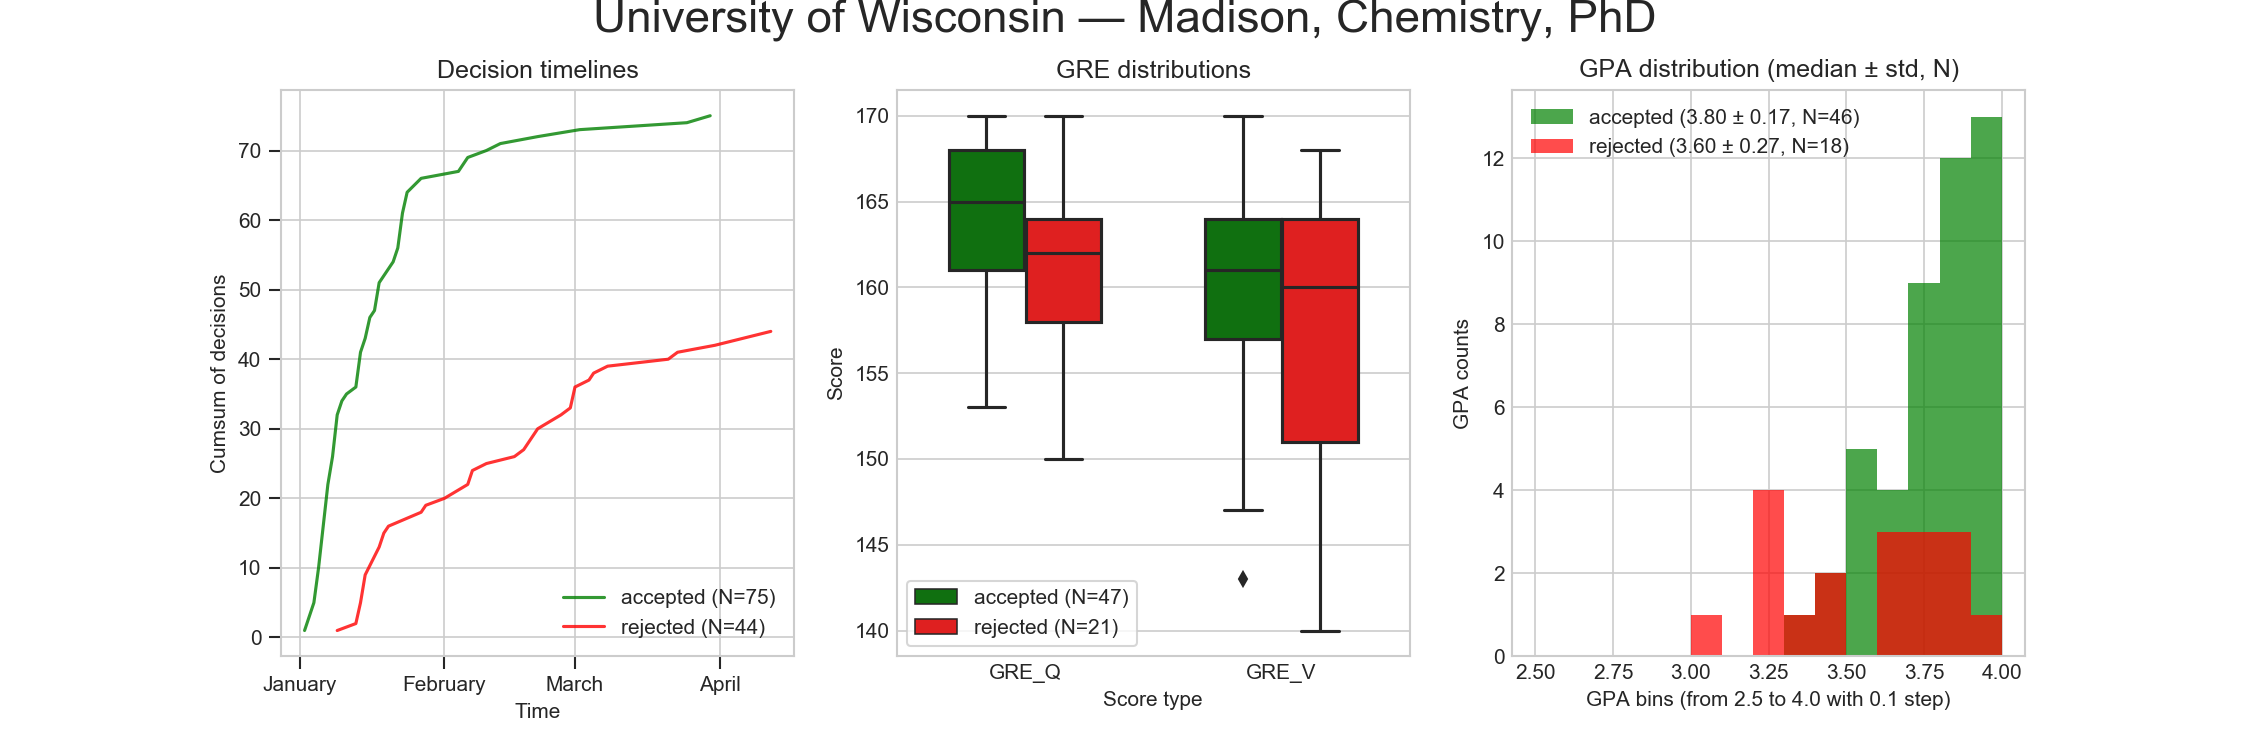 University of Wisconsin — Madison, Chemistry, PhD
Decision timelines
Cumsum of decisions
70
60
50
40
30
20
10
0
accepted (N=75)
rejected (N=44)
January February March April
Time
GRE distributions
Score
170
165
160
155
150
145
140
accepted (N=47)
rejected (N=21)
GRE_Q GRE_V
Score type
GPA distribution (median ± std, N)
GPA counts
accepted (3.80 ± 0.17, N=46)
rejected (3.60 ± 0.27, N=18)
12
10
8
6
4
2
0
2.50 2.75 3.00 3.25 3.50 3.75 4.00
GPA bins (from 2.5 to 4.0 with 0.1 step)